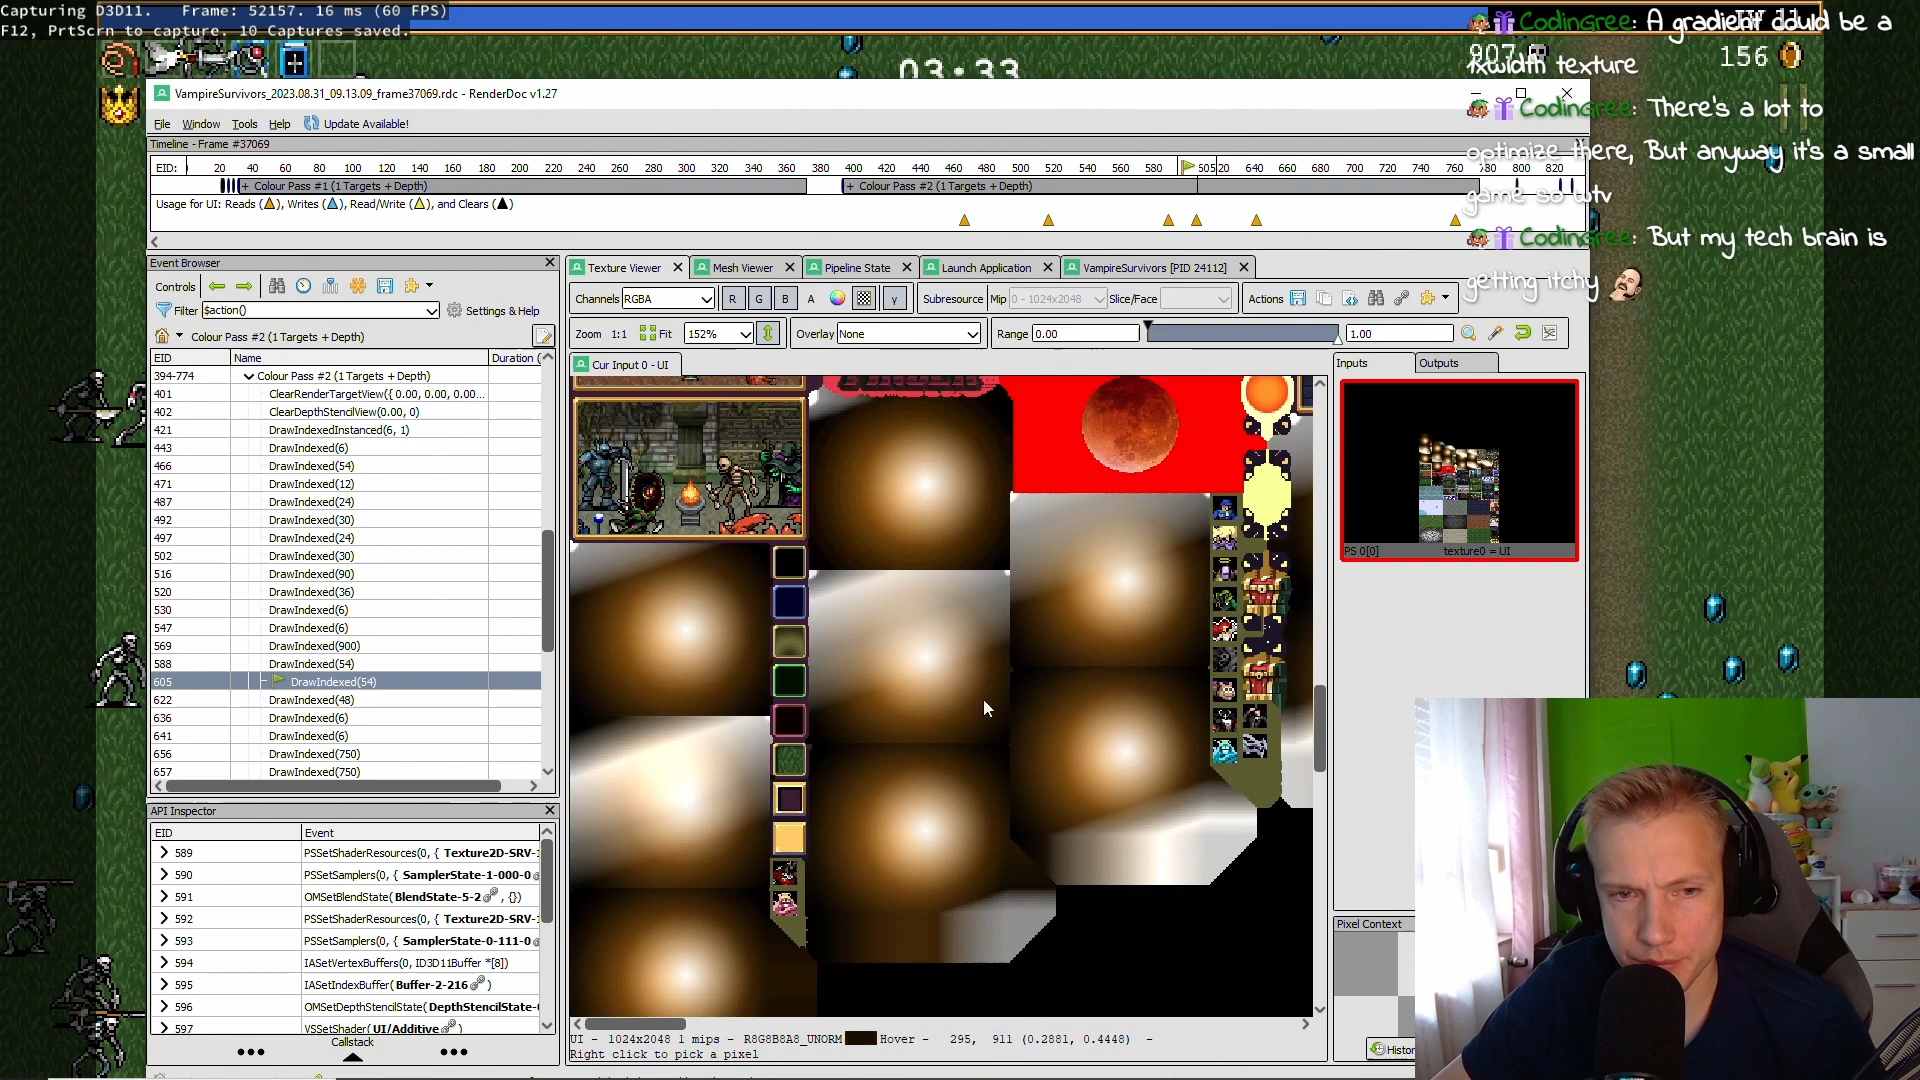 Capturing D3D11.   Frame: 52157. 16 ms (60 FPS)
F12, PrtScrn to capture. 10 Captures saved.
03:33
907
156
CodinGree: A gradient could be a
1xwidth texture
CodinGree: There's a lot to
optimize there, But anyway it's a small
game so wtv
CodinGree: But my tech brain is
getting itchy
VampireSurvivors_2023.08.31_09.13.09_frame37069.rdc - RenderDoc v1.27
File Window Tools Help Update Available!
Timeline - Frame #37069
EID: 20 40 60 80 100 120 140 160 180 200 220 240 260 280 300 320 340 360 380 400 420 440 460 480 500 520 540 560 580 605 620 640 660 680 700 720 740 760 780 800 820
+ Colour Pass #1 (1 Targets + Depth)
+ Colour Pass #2 (1 Targets + Depth)
Usage for UI: Reads (▲), Writes (▲), Read/Write (▲), and Clears (▲)
Event Browser
Controls
Filter $action() Settings & Help
Colour Pass #2 (1 Targets + Depth)
EID Name Duration (
394-774 Colour Pass #2 (1 Targets + Depth)
401 ClearRenderTargetView({ 0.00, 0.00, 0.00...
402 ClearDepthStencilView(0.00, 0)
421 DrawIndexedInstanced(6, 1)
443 DrawIndexed(6)
466 DrawIndexed(54)
471 DrawIndexed(12)
487 DrawIndexed(24)
492 DrawIndexed(30)
497 DrawIndexed(24)
502 DrawIndexed(30)
516 DrawIndexed(90)
520 DrawIndexed(36)
530 DrawIndexed(6)
547 DrawIndexed(6)
569 DrawIndexed(900)
588 DrawIndexed(54)
605 DrawIndexed(54)
622 DrawIndexed(48)
636 DrawIndexed(6)
641 DrawIndexed(6)
656 DrawIndexed(750)
657 DrawIndexed(750)
API Inspector
EID Event
589 PSSetShaderResources(0, { Texture2D-SRV-1
590 PSSetSamplers(0, { SamplerState-1-000-0
591 OMSetBlendState( BlendState-5-2 , {})
592 PSSetShaderResources(0, { Texture2D-SRV-1
593 PSSetSamplers(0, { SamplerState-0-111-0
594 IASetVertexBuffers(0, ID3D11Buffer *[8])
595 IASetIndexBuffer( Buffer-2-216 )
596 OMSetDepthStencilState( DepthStencilState-
597 VSSetShader( UI/Additive )
Callstack
Texture Viewer Mesh Viewer Pipeline State Launch Application VampireSurvivors [PID 24112]
Channels RGBA R G B A γ Subresource Mip 0 - 1024x2048 Slice/Face Actions
Zoom 1:1 Fit 152% Overlay None Range 0.00 1.00
Cur Input 0 - UI
Inputs Outputs
PS 0[0] texture0 = UI
Pixel Context
Histor
UI - 1024x2048 1 mips - R8G8B8A8_UNORM Hover - 295, 911 (0.2881, 0.4448) -
Right click to pick a pixel